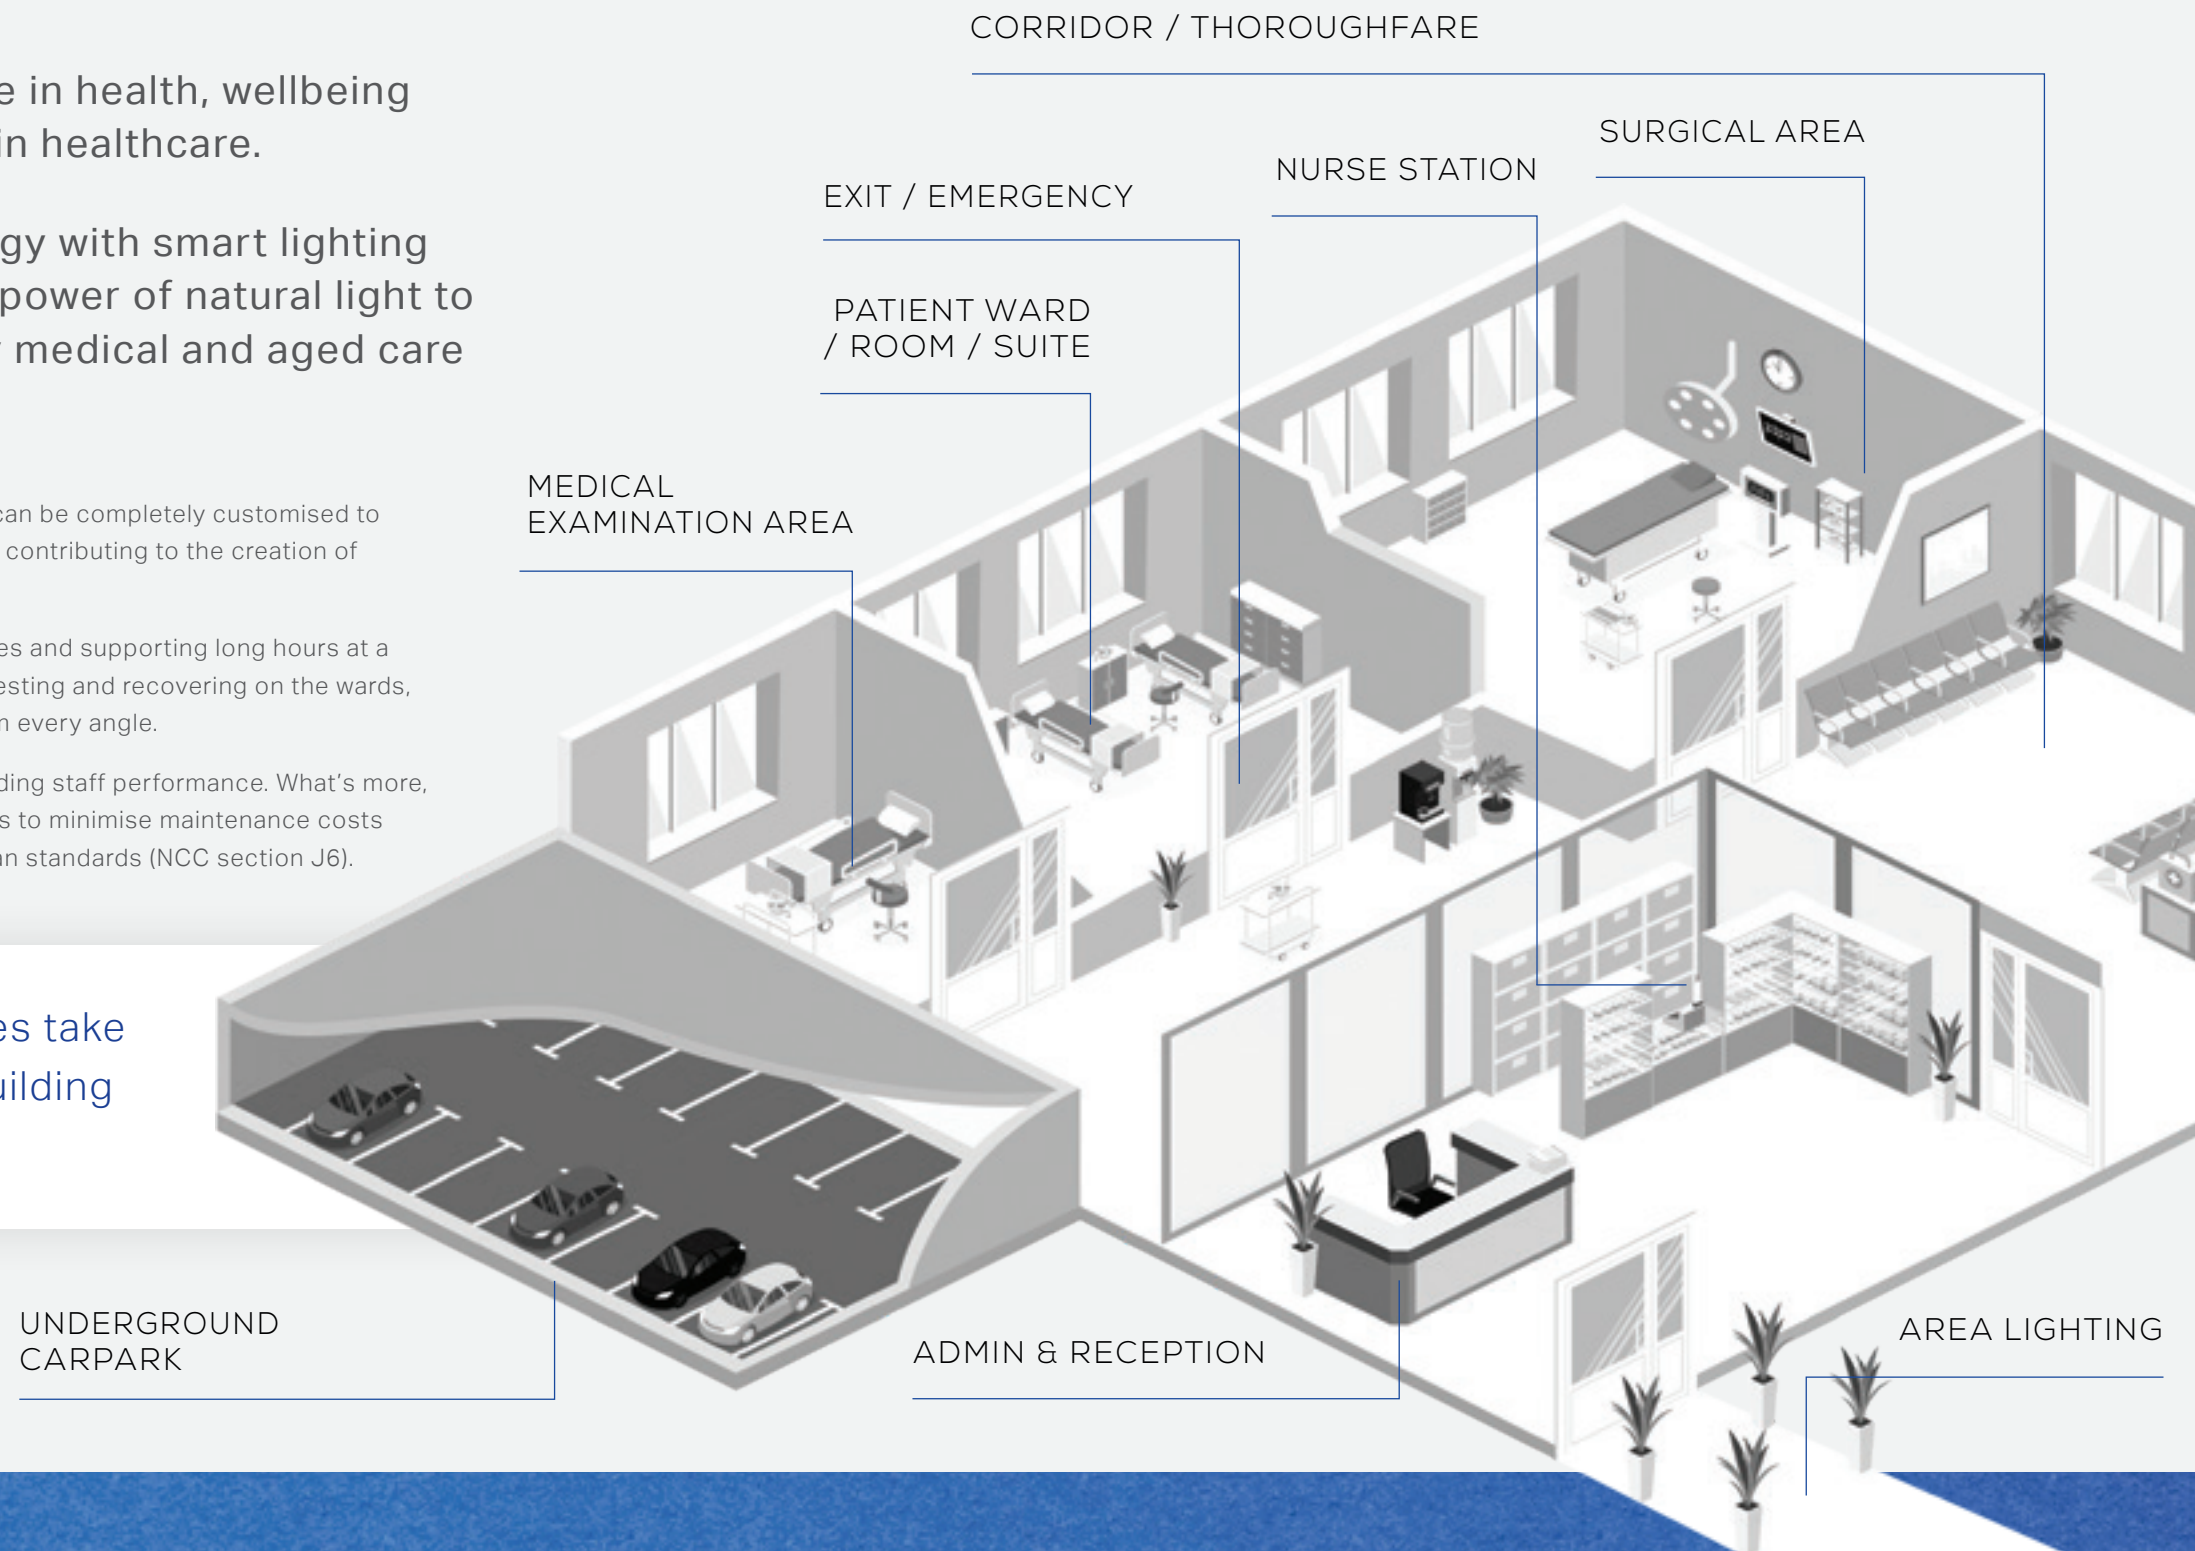 e in health, wellbeing
in healthcare.
gy with smart lighting
power of natural light to
medical and aged care
can be completely customised to
contributing to the creation of
es and supporting long hours at a
esting and recovering on the wards,
every angle.
ding staff performance. What's more,
s to minimise maintenance costs
an standards (NCC section J6).
es take
uilding
CORRIDOR / THOROUGHFARE
SURGICAL AREA
NURSE STATION
EXIT / EMERGENCY
PATIENT WARD
/ ROOM / SUITE
MEDICAL
EXAMINATION AREA
UNDERGROUND
CARPARK
ADMIN & RECEPTION
AREA LIGHTING